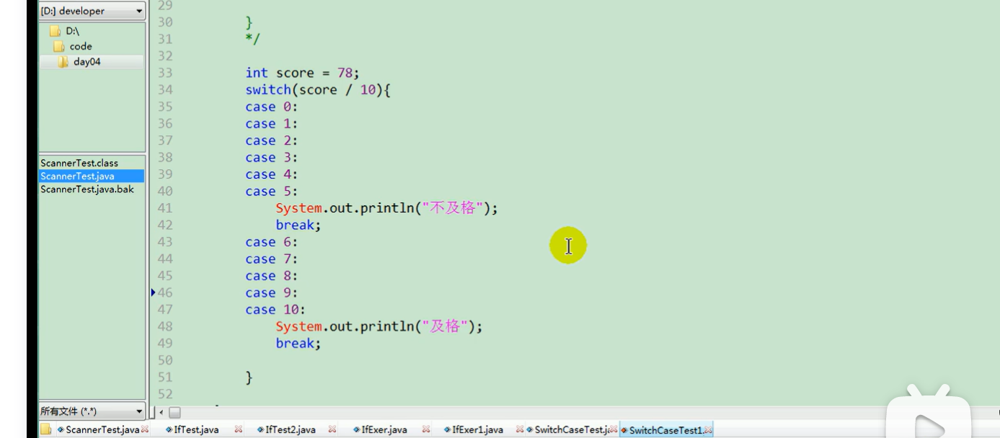 [D:] developer
D:\
code
day04
ScannerTest.class
ScannerTest.java
ScannerTest.java.bak
所有文件 (*.*)
29
30 }
31 */
32
33 int score = 78;
34 switch(score / 10){
35 case 0:
36 case 1:
37 case 2:
38 case 3:
39 case 4:
40 case 5:
41 System.out.println("不及格");
42 break;
43 case 6:
44 case 7:
45 case 8:
46 case 9:
47 case 10:
48 System.out.println("及格");
49 break;
50
51 }
52
ScannerTest.java IfTest.java IfTest2.java IfExer.java IfExer1.java SwitchCaseTest.ja SwitchCaseTest1.